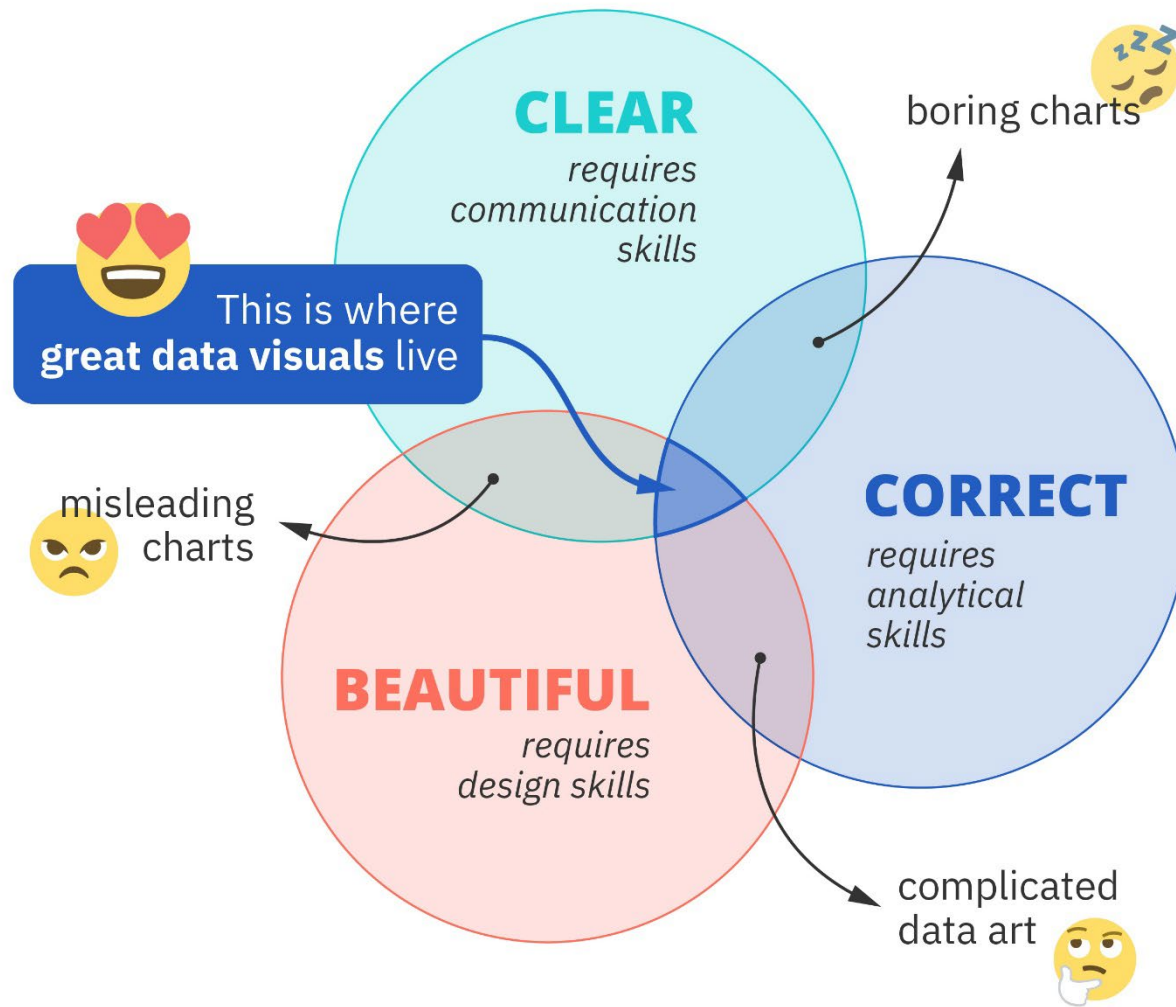 CLEAR
requires
communication
skills
boring charts
This is where
great data visuals live
misleading
charts
CORRECT
requires
analytical
skills
BEAUTIFUL
requires
design skills
complicated
data art
zzz